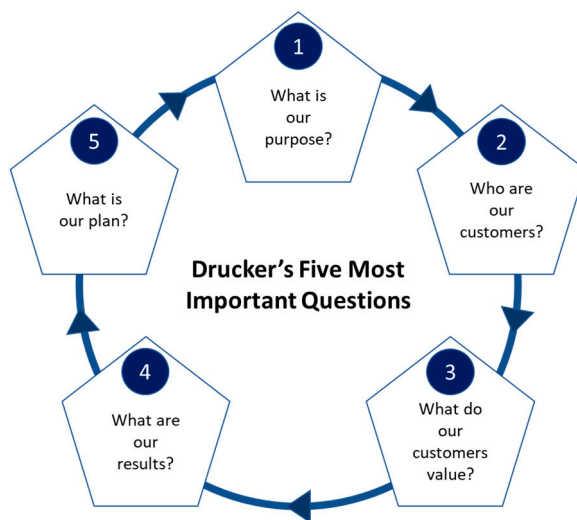 1
What is
our
purpose?
2
Who are
our
customers?
3
What do
our
customers
value?
4
What are
our
results?
5
What is
our plan?
Drucker's Five Most
Important Questions